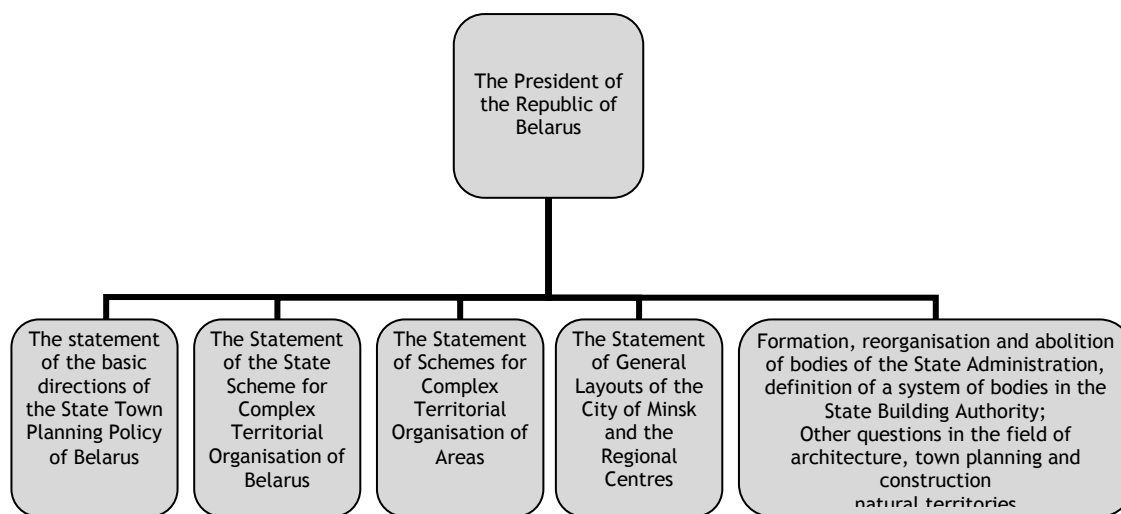 The President of
the Republic of
Belarus
The statement
of the basic
directions of
the State Town
Planning Policy
of Belarus
The Statement
of the State
Scheme for
Complex
Territorial
Organisation of
Belarus
The Statement
of Schemes for
Complex
Territorial
Organisation of
Areas
The Statement
of General
Layouts of the
City of Minsk
and the
Regional
Centres
Formation, reorganisation and abolition
of bodies of the State Administration,
definition of a system of bodies in the
State Building Authority;
Other questions in the field of
architecture, town planning and
construction
natural territories